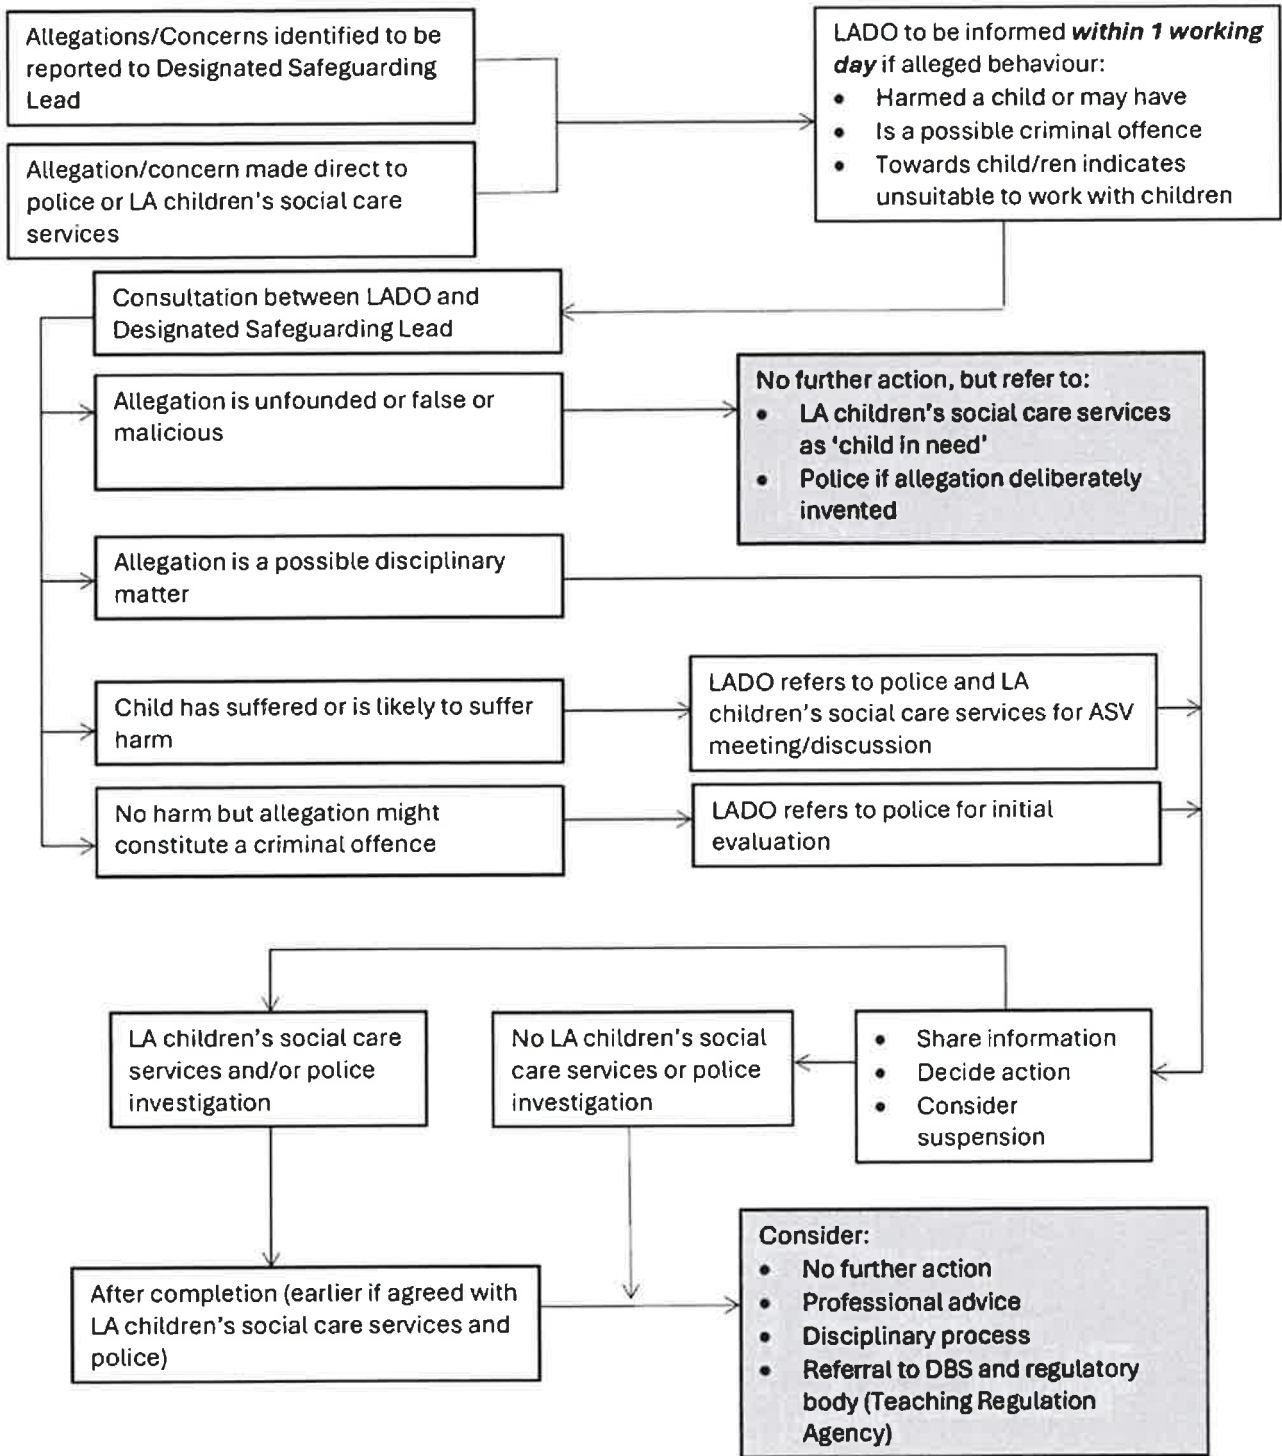 Allegations/Concerns identified to be
reported to Designated Safeguarding
Lead
Allegation/concern made direct to
police or LA children's social care
services
LADO to be informed within 1 working
day if alleged behaviour:
• Harmed a child or may have
• Is a possible criminal offence
• Towards child/ren indicates
unsuitable to work with children
Consultation between LADO and
Designated Safeguarding Lead
Allegation is unfounded or false or
malicious
No further action, but refer to:
• LA children's social care services
as 'child in need'
• Police if allegation deliberately
invented
Allegation is a possible disciplinary
matter
Child has suffered or is likely to suffer
harm
LADO refers to police and LA
children's social care services for ASV
meeting/discussion
No harm but allegation might
constitute a criminal offence
LADO refers to police for initial
evaluation
LA children's social care
services and/or police
investigation
No LA children's social
care services or police
investigation
• Share information
• Decide action
• Consider
suspension
After completion (earlier if agreed with
LA children's social care services and
police)
Consider:
• No further action
• Professional advice
• Disciplinary process
• Referral to DBS and regulatory
body (Teaching Regulation
Agency)